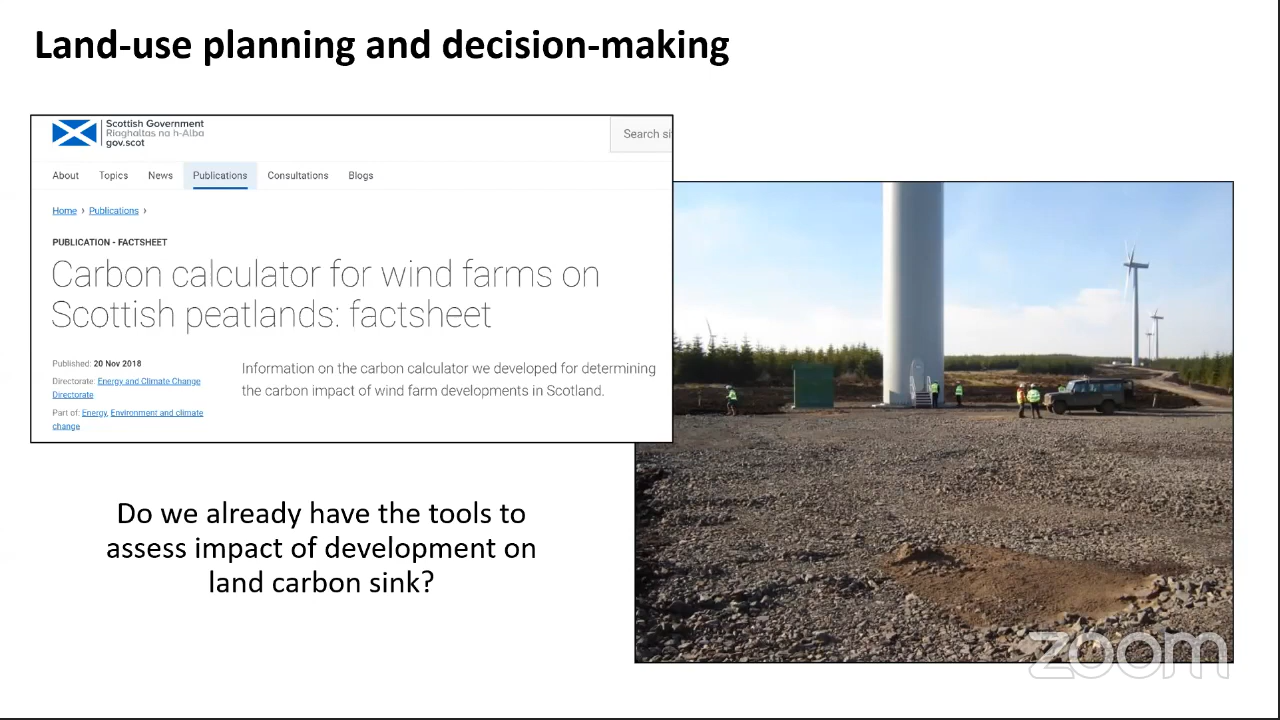 Land-use planning and decision-making
Scottish Government
Riaghaltas na h-Alba
gov.scot
Search si
About Topics News Publications Consultations Blogs
Home › Publications ›
PUBLICATION - FACTSHEET
Carbon calculator for wind farms on
Scottish peatlands: factsheet
Published: 20 Nov 2018
Directorate: Energy and Climate Change
Directorate
Part of: Energy, Environment and climate
change
Information on the carbon calculator we developed for determining
the carbon impact of wind farm developments in Scotland.
Do we already have the tools to
assess impact of development on
land carbon sink?
zoom